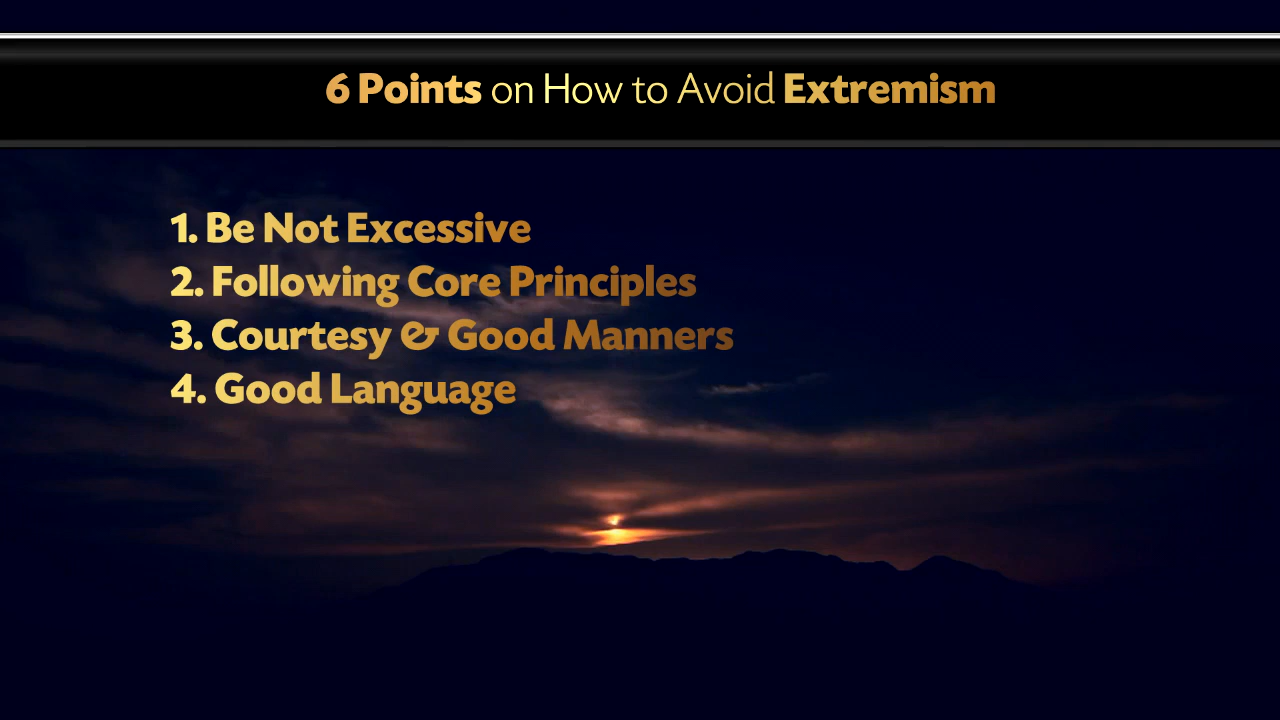 6 Points on How to Avoid Extremism
1. Be Not Excessive
2. Following Core Principles
3. Courtesy & Good Manners
4. Good Language